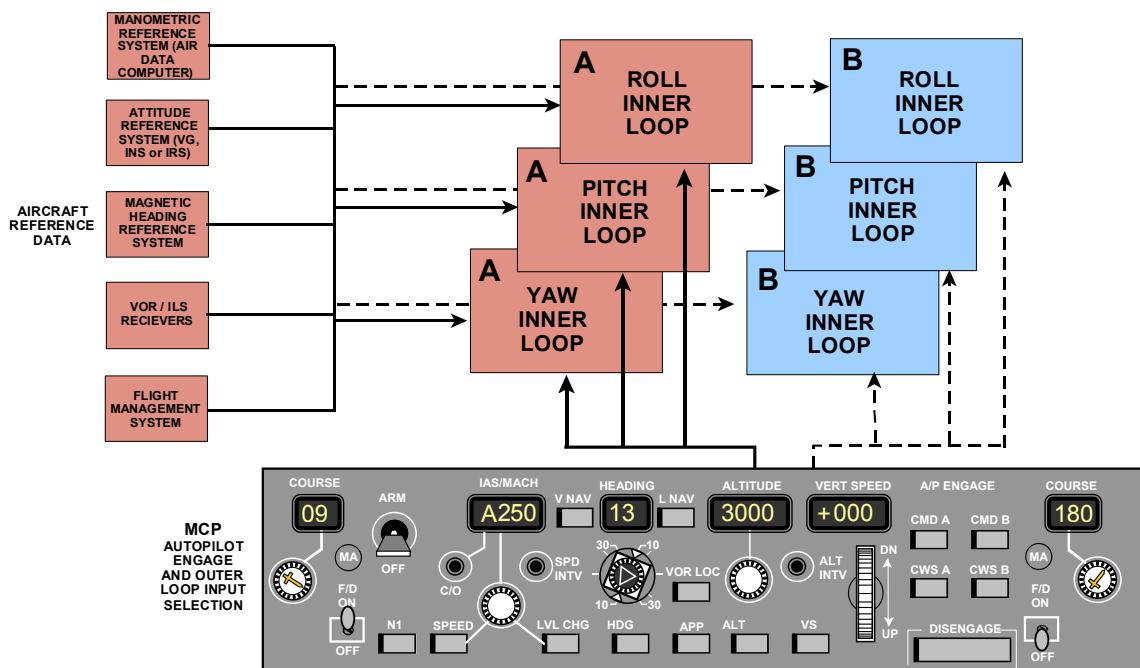 MANOMETRIC
REFERENCE
SYSTEM (AIR
DATA
COMPUTER)
ATTITUDE
REFERENCE
SYSTEM (VG,
INS or IRS)
AIRCRAFT
REFERENCE
DATA
MAGNETIC
HEADING
REFERENCE
SYSTEM
VOR / ILS
RECIEVERS
FLIGHT
MANAGEMENT
SYSTEM
A
ROLL
INNER
LOOP
A
PITCH
INNER
LOOP
A
YAW
INNER
LOOP
B
ROLL
INNER
LOOP
B
PITCH
INNER
LOOP
B
YAW
INNER
LOOP
MCP
AUTOPILOT
ENGAGE
AND OUTER
LOOP INPUT
SELECTION
COURSE
09
MA
F/D
ON
OFF
ARM
OFF
IAS/MACH
A250
C/O
SPD
INTV
N1
SPEED
LVL CHG
V NAV
HEADING
13
L NAV
30
10
10
30
VOR LOC
HDG
APP
ALTITUDE
3000
ALT
INTV
ALT
VERT SPEED
+000
DN
UP
VS
A/P ENGAGE
CMD A
CMD B
CWS A
CWS B
DISENGAGE
COURSE
180
MA
F/D
ON
OFF